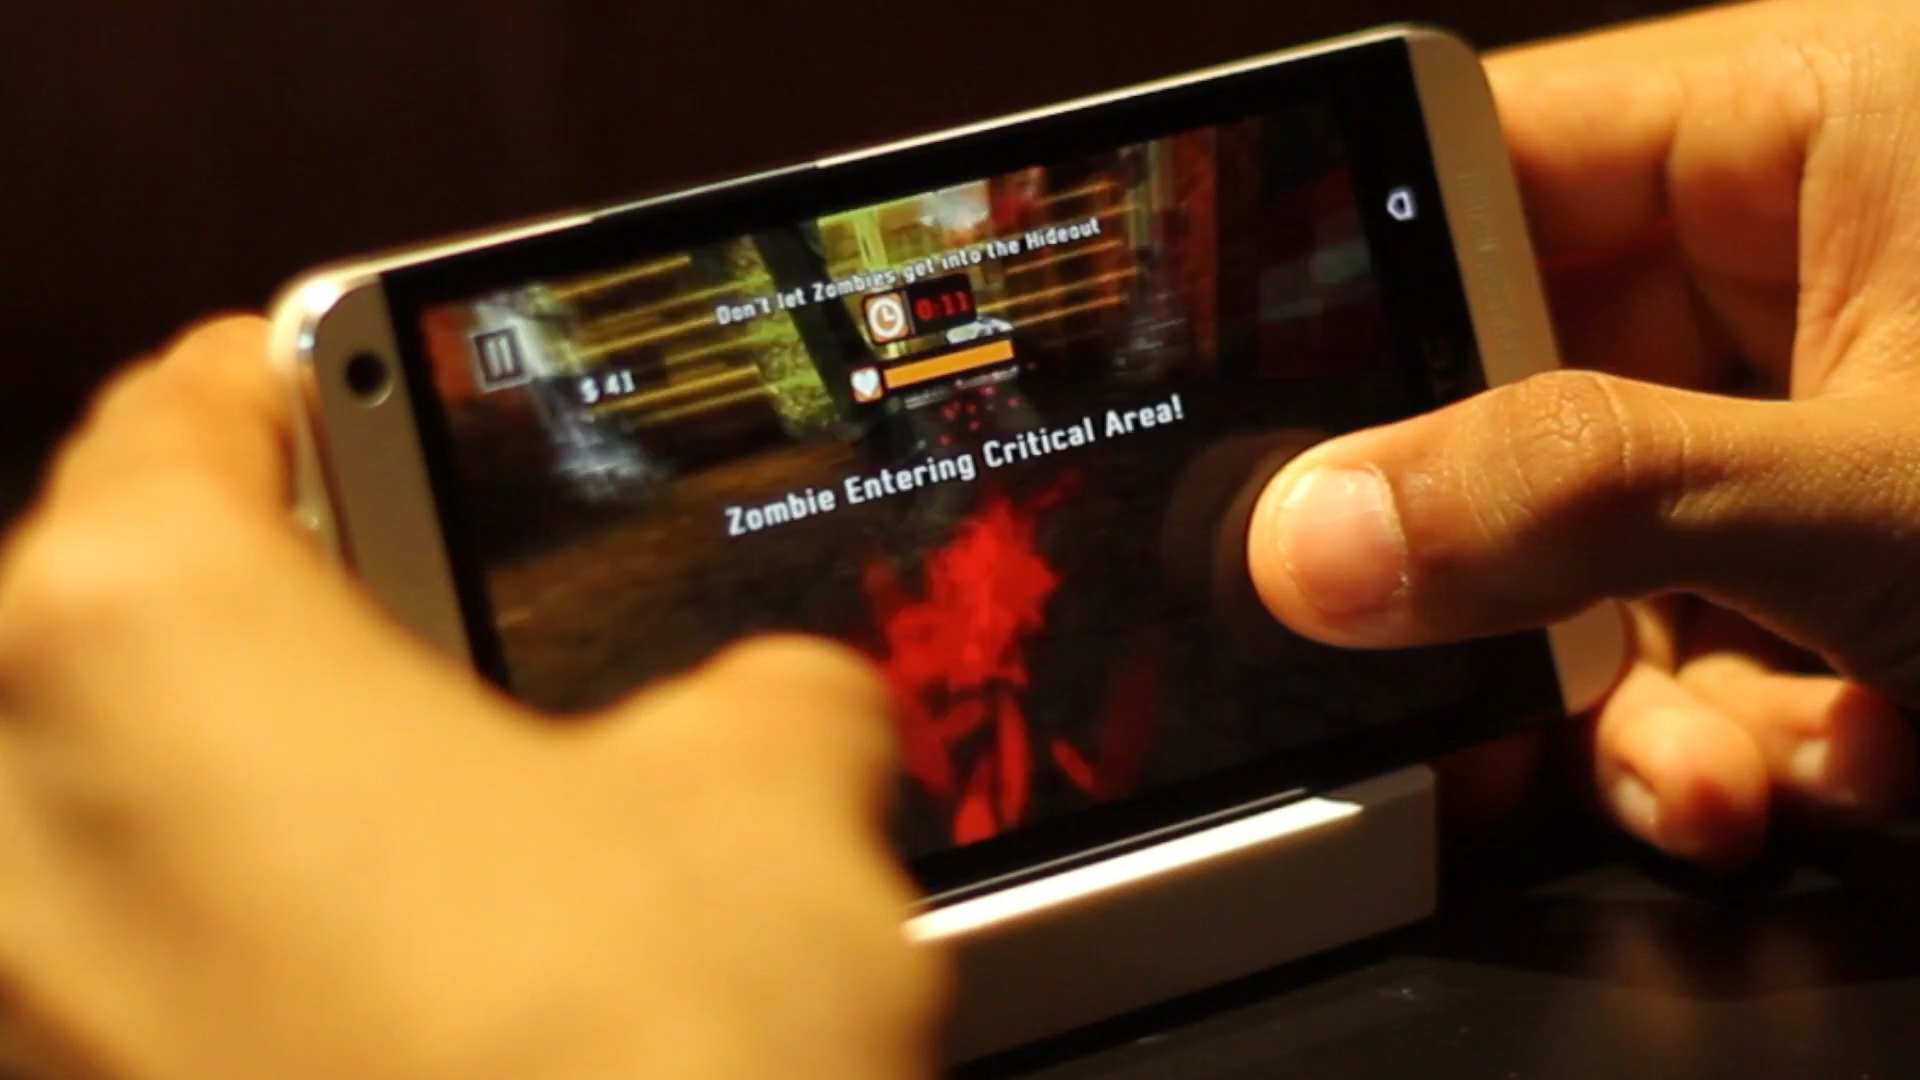 Don't let Zombies get into the Hideout
0:11
$ 41
Zombie Entering Critical Area!